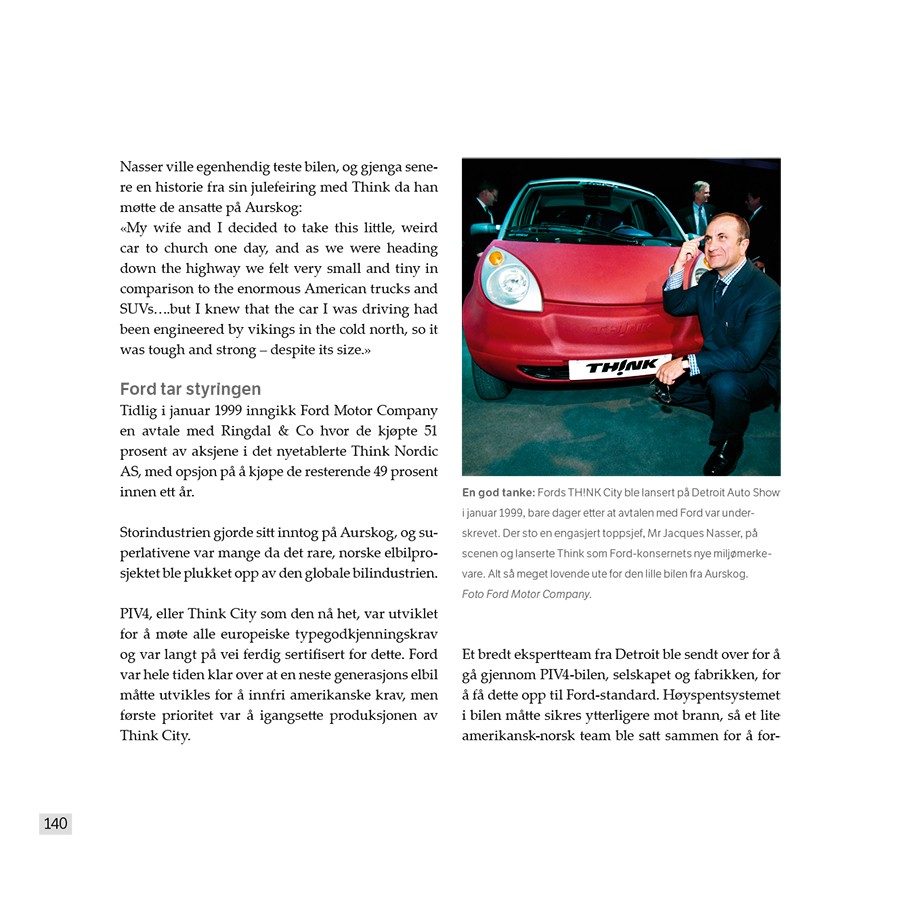 Nasser ville egenhendig teste bilen, og gjenga sene-
re en historie fra sin julefeiring med Think da han
møtte de ansatte på Aurskog:
«My wife and I decided to take this little, weird
car to church one day, and as we were heading
down the highway we felt very small and tiny in
comparison to the enormous American trucks and
SUVs….but I knew that the car I was driving had
been engineered by vikings in the cold north, so it
was tough and strong – despite its size.»
Ford tar styringen
Tidlig i januar 1999 inngikk Ford Motor Company
en avtale med Ringdal & Co hvor de kjøpte 51
prosent av aksjene i det nyetablerte Think Nordic
AS, med opsjon på å kjøpe de resterende 49 prosent
innen ett år.
Storindustrien gjorde sitt inntog på Aurskog, og su-
perlativene var mange da det rare, norske elbilpro-
sjektet ble plukket opp av den globale bilindustrien.
PIV4, eller Think City som den nå het, var utviklet
for å møte alle europeiske typegodkjenningskrav
og var langt på vei ferdig sertifisert for dette. Ford
var hele tiden klar over at en neste generasjons elbil
måtte utvikles for å innfri amerikanske krav, men
første prioritet var å igangsette produksjonen av
Think City.
TH!NK
TH!NK
En god tanke: Fords TH!NK City ble lansert på Detroit Auto Show
i januar 1999, bare dager etter at avtalen med Ford var under-
skrevet. Der sto en engasjert toppsjef, Mr Jacques Nasser, på
scenen og lanserte Think som Ford-konsernets nye miljømerke-
vare. Alt så meget lovende ute for den lille bilen fra Aurskog.
Foto Ford Motor Company.
Et bredt ekspertteam fra Detroit ble sendt over for å
gå gjennom PIV4-bilen, selskapet og fabrikken, for
å få dette opp til Ford-standard. Høyspentsystemet
i bilen måtte sikres ytterligere mot brann, så et lite
amerikansk-norsk team ble satt sammen for å for-
140